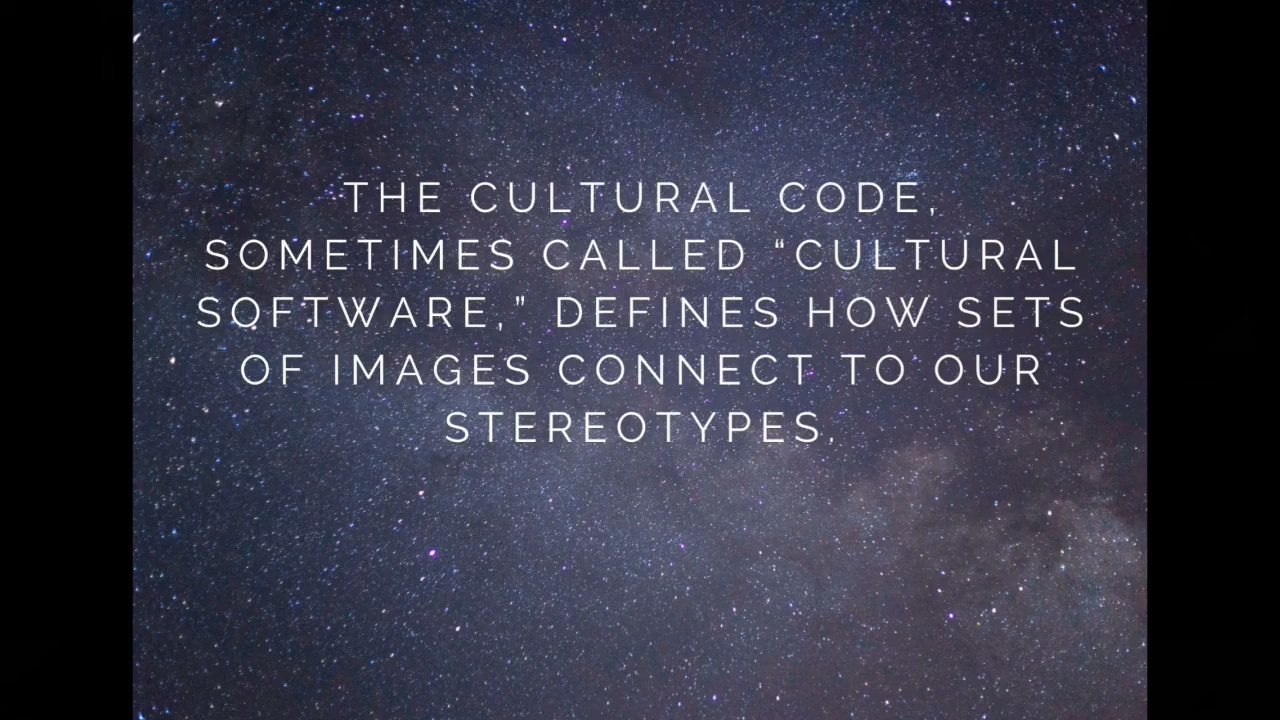 THE CULTURAL CODE,
SOMETIMES CALLED “CULTURAL
SOFTWARE,” DEFINES HOW SETS
OF IMAGES CONNECT TO OUR
STEREOTYPES.